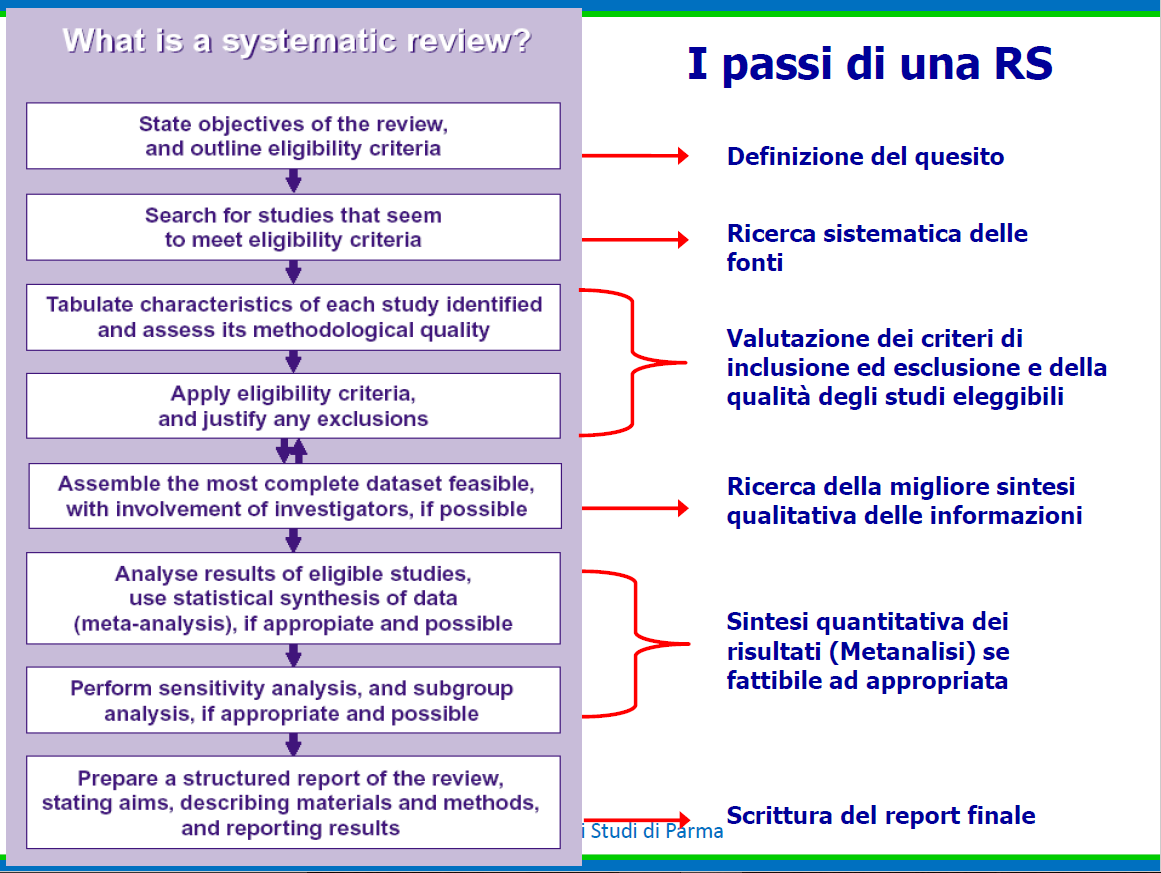 What is a systematic review?
State objectives of the review,
and outline eligibility criteria
Search for studies that seem
to meet eligibility criteria
Tabulate characteristics of each study identified
and assess its methodological quality
Apply eligibility criteria,
and justify any exclusions
Assemble the most complete dataset feasible,
with involvement of investigators, if possible
Analyse results of eligible studies,
use statistical synthesis of data
(meta-analysis), if appropiate and possible
Perform sensitivity analysis, and subgroup
analysis, if appropriate and possible
Prepare a structured report of the review,
stating aims, describing materials and methods,
and reporting results
I passi di una RS
Definizione del quesito
Ricerca sistematica delle
fonti
Valutazione dei criteri di
inclusione ed esclusione e della
qualità degli studi eleggibili
Ricerca della migliore sintesi
qualitativa delle informazioni
Sintesi quantitativa dei
risultati (Metanalisi) se
fattibile ad appropriata
Scrittura del report finale
i Studi di Parma